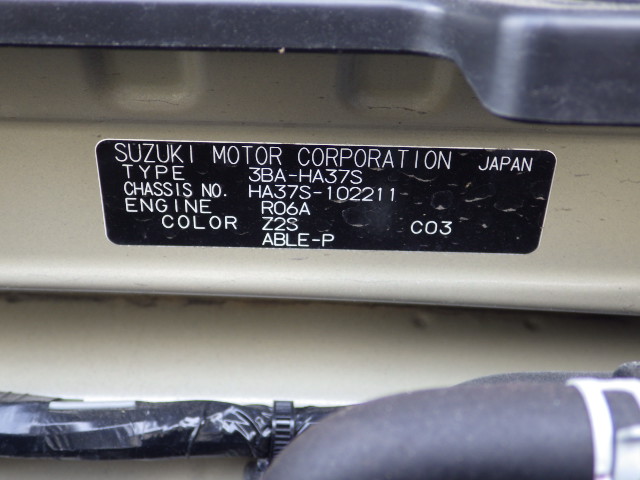 SUZUKI MOTOR CORPORATION JAPAN
TYPE 3BA-HA37S
CHASSIS NO. HA37S-102211
ENGINE R06A
COLOR Z2S C03
ABLE-P